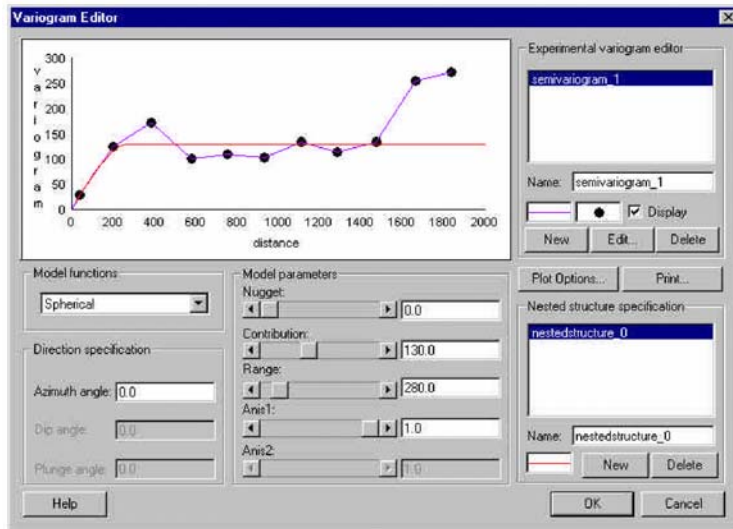 Variogram Editor
variogram
300
250
200
150
100
50
0
0 200 400 600 800 1000 1200 1400 1600 1800 2000
distance
Experimental variogram editor
semivariogram_1
Name: semivariogram_1
Display
New Edit... Delete
Plot Options... Print...
Model functions
Spherical
Direction specification
Azimuth angle: 0.0
Dip angle: 0.0
Plunge angle: 0.0
Model parameters
Nugget:
0.0
Contribution:
130.0
Range:
280.0
Anis1:
1.0
Anis2:
1.0
Nested structure specification
nestedstructure_0
Name: nestedstructure_0
New Delete
Help
OK Cancel